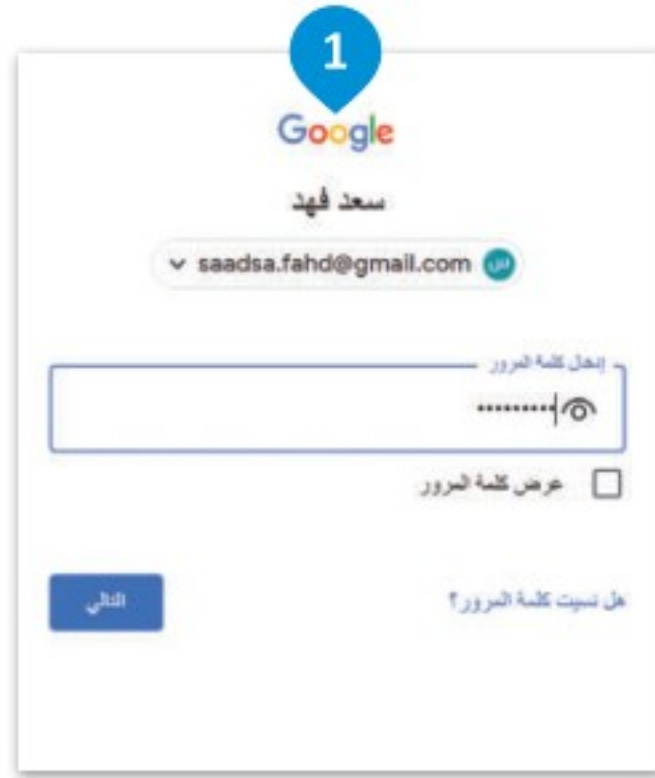 1
Google
سعد فهد
saadsa.fahd@gmail.com
إدخال كلمة المرور
عرض كلمة المرور
هل نسيت كلمة المرور؟
التالي